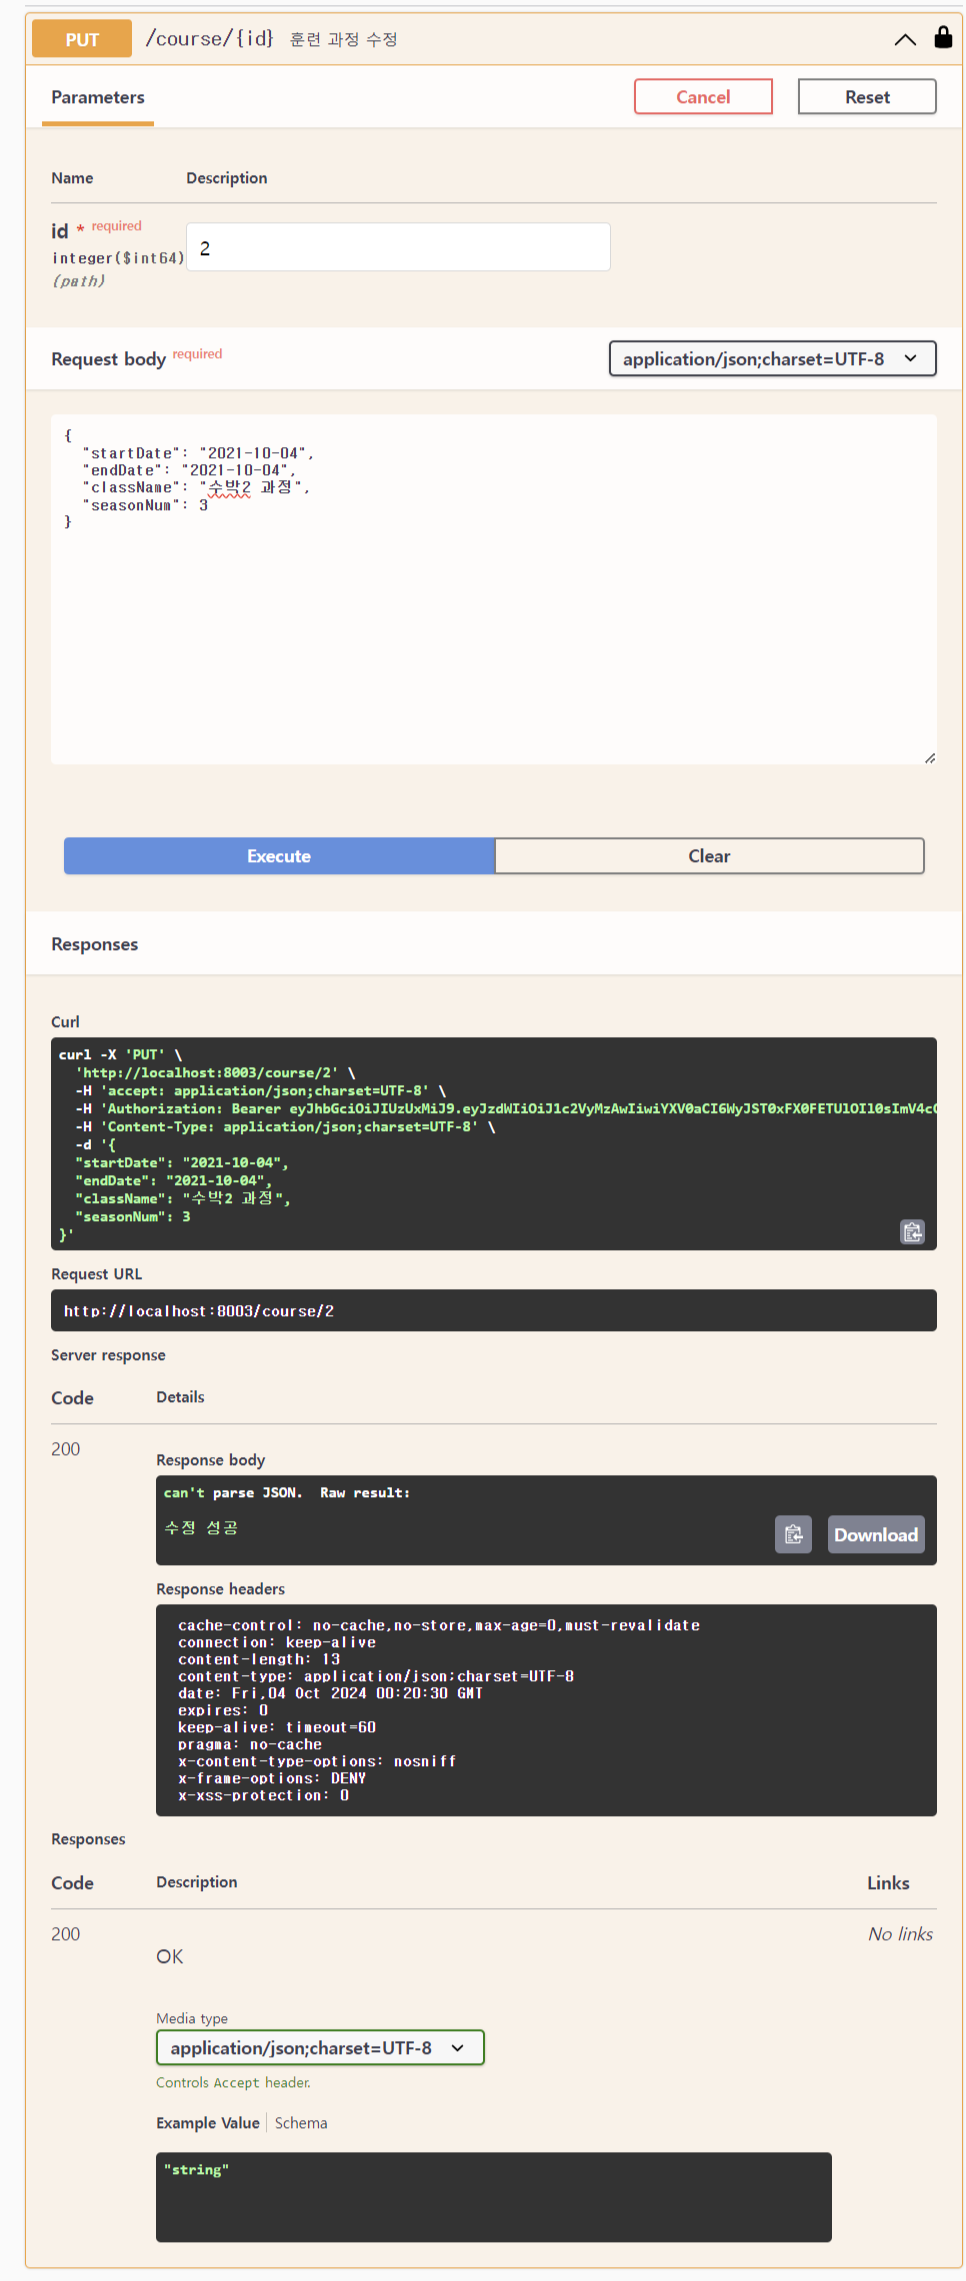 PUT /course/{id} 훈련 과정 수정
Parameters Cancel Reset
Name Description
id * required 2
integer($int64)
(path)
Request body required application/json;charset=UTF-8
{
"startDate": "2021-10-04",
"endDate": "2021-10-04",
"className": "수박2 과정",
"seasonNum": 3
}
Execute Clear
Responses
Curl
curl -X 'PUT' \
'http://localhost:8003/course/2' \
-H 'accept: application/json;charset=UTF-8' \
-H 'Authorization: Bearer
-H 'Content-Type: application/json;charset=UTF-8' \
-d '{
"startDate": "2021-10-04",
"endDate": "2021-10-04",
"className": "수박2 과정",
"seasonNum": 3
}'
Request URL
http://localhost:8003/course/2
Server response
Code Details
200
Response body
can't parse JSON.  Raw result:
수정 성공
Download
Response headers
cache-control: no-cache,no-store,max-age=0,must-revalidate
connection: keep-alive
content-length: 13
content-type: application/json;charset=UTF-8
date: Fri,04 Oct 2024 00:20:30 GMT
expires: 0
keep-alive: timeout=60
pragma: no-cache
x-content-type-options: nosniff
x-frame-options: DENY
x-xss-protection: 0
Responses
Code Description Links
200 No links
OK
Media type
application/json;charset=UTF-8
Controls Accept header.
Example Value Schema
"string"